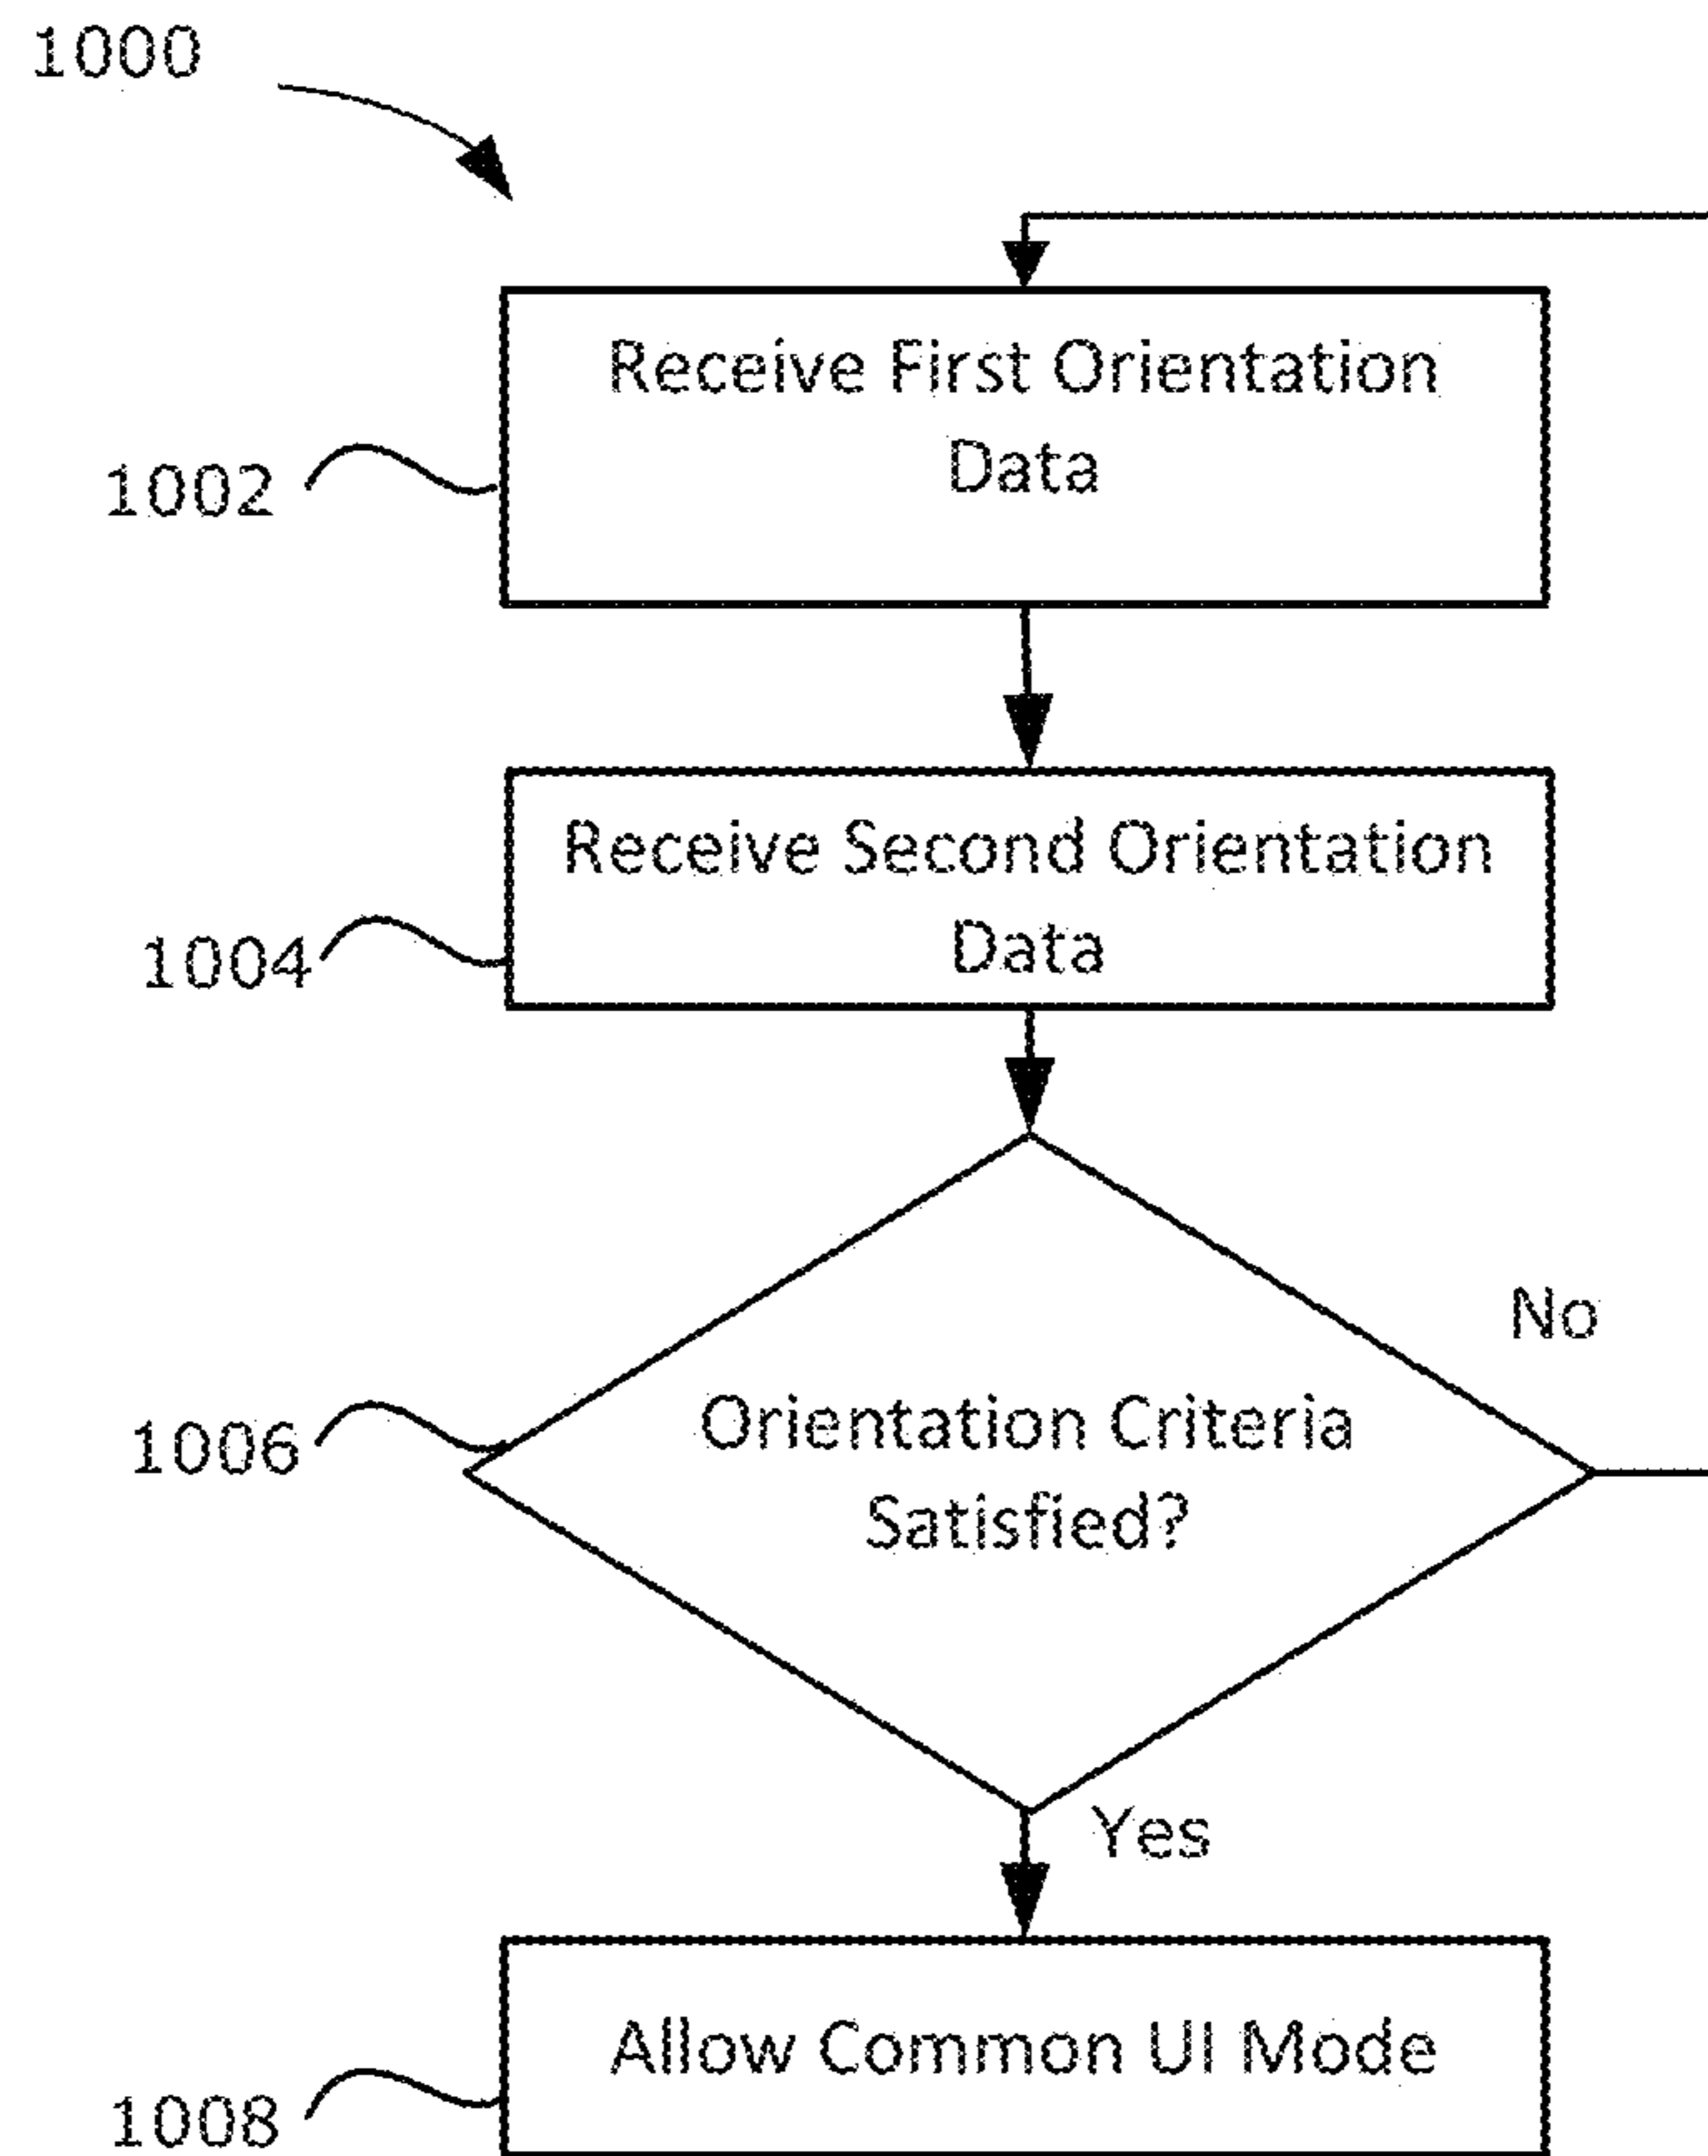 1000
Receive First Orientation
Data
1002
Receive Second Orientation
Data
1004
No
Orientation Criteria
Satisfied?
1006
Yes
Allow Common UI Mode
1008